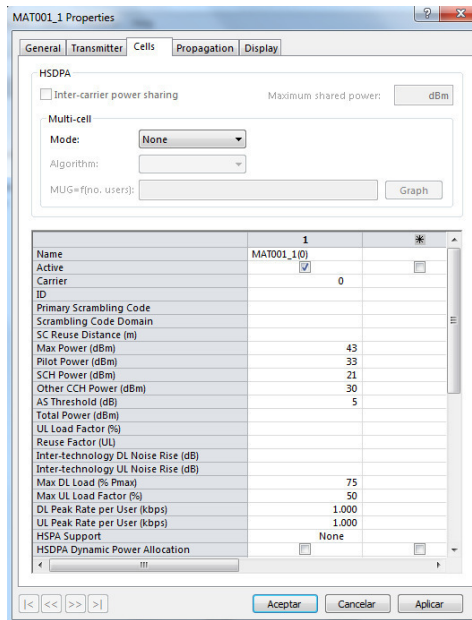 MAT001_1 Properties
General Transmitter Cells Propagation Display
HSDPA
Inter-carrier power sharing Maximum shared power: dBm
Multi-cell
Mode: None
Algorithm:
MUG=f(no. users): Graph
1 *
Name MAT001_1(0)
Active
Carrier 0
ID
Primary Scrambling Code
Scrambling Code Domain
SC Reuse Distance (m)
Max Power (dBm) 43
Pilot Power (dBm) 33
SCH Power (dBm) 21
Other CCH Power (dBm) 30
AS Threshold (dB) 5
Total Power (dBm)
UL Load Factor (%)
Reuse Factor (UL)
Inter-technology DL Noise Rise (dB)
Inter-technology UL Noise Rise (dB)
Max DL Load (% Pmax) 75
Max UL Load Factor (%) 50
DL Peak Rate per User (kbps) 1.000
UL Peak Rate per User (kbps) 1.000
HSPA Support None
HSDPA Dynamic Power Allocation
|< << >> >| Aceptar Cancelar Aplicar